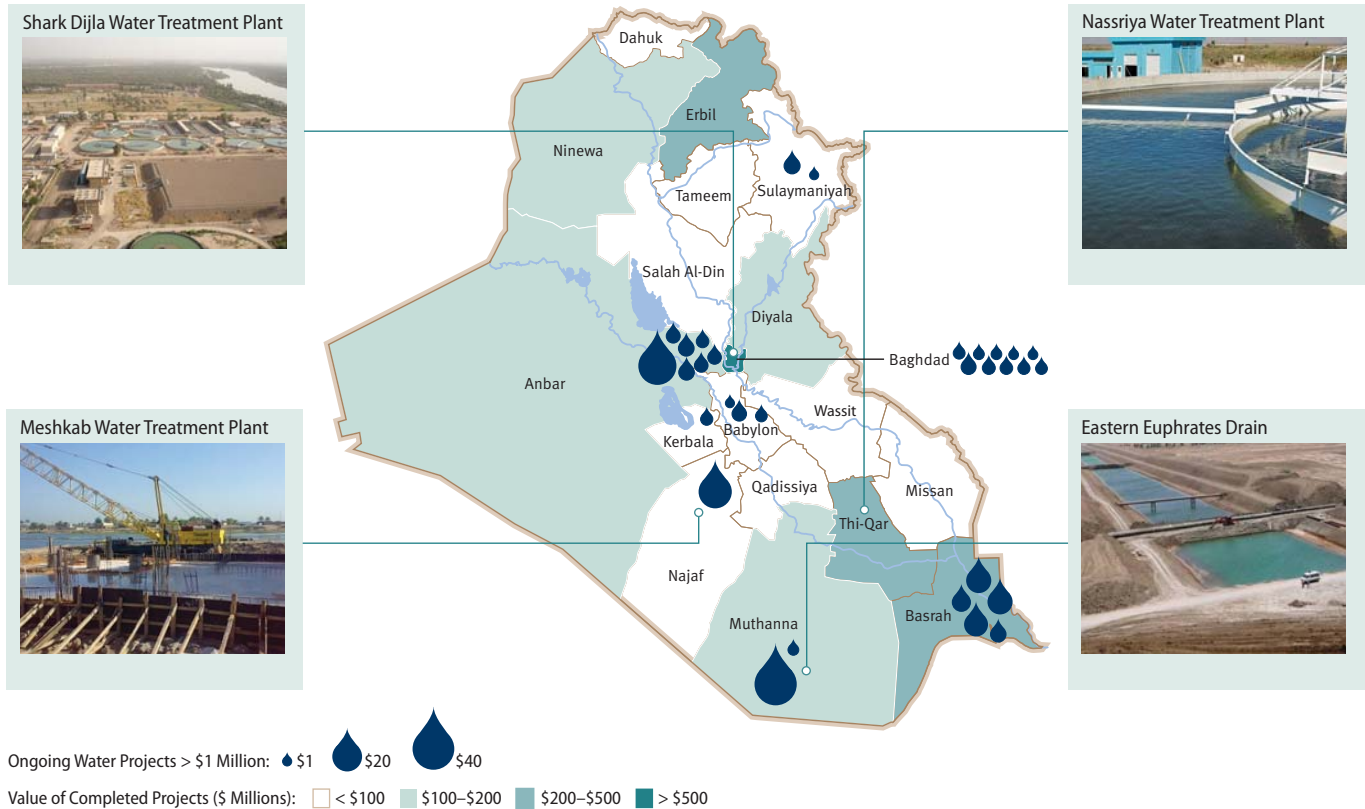 Shark Dijla Water Treatment Plant
Nassriya Water Treatment Plant
Dahuk
Erbil
Ninewa
Tameem
Sulaymaniyah
Salah Al-Din
Diyala
Baghdad
Anbar
Meshkab Water Treatment Plant
Eastern Euphrates Drain
Wassit
Babylon
Kerbala
Qadissiya
Missan
Thi-Qar
Najaf
Basrah
Muthanna
Ongoing Water Projects > $1 Million: $1 $20 $40
Value of Completed Projects ($ Millions): < $100 $100–$200 $200–$500 > $500